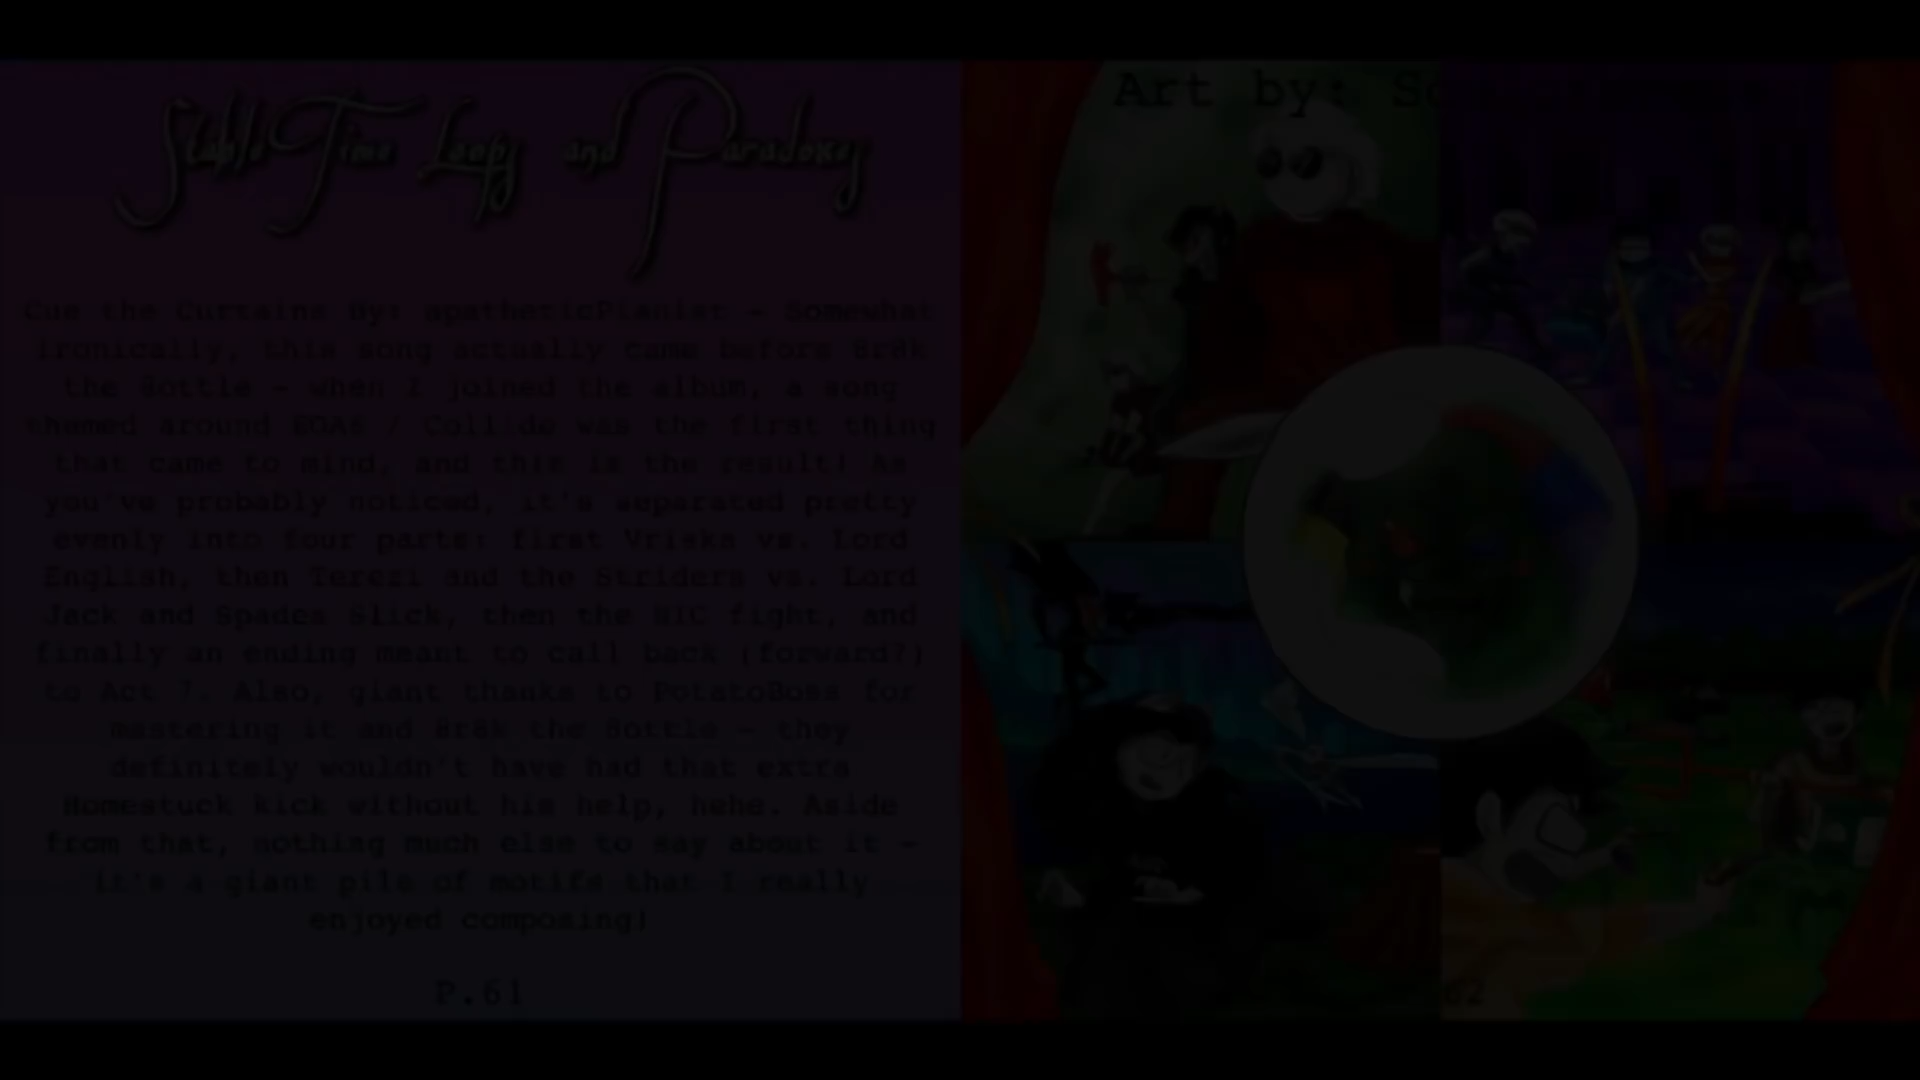 Stable Time Loops and Paradoxes
Cue the Curtains By: apatheticPianist - Somewhat
ironically, this song actually came before Br8k
the Bottle - when I joined the album, a song
themed around EOA6 / Collide was the first thing
that came to mind, and this is the result! As
you've probably noticed, it's separated pretty
evenly into four parts: first Vriska vs. Lord
English, then Terezi and the Striders vs. Lord
Jack and Spades Slick, then the HIC fight, and
finally an ending meant to call back (forward?)
to Act 7. Also, giant thanks to PotatoBoss for
mastering it and Br8k the Bottle - they
definitely wouldn't have had that extra
Homestuck kick without his help, hehe. Aside
from that, nothing much else to say about it -
it's a giant pile of motifs that I really
enjoyed composing!
P.61
Art by:
62